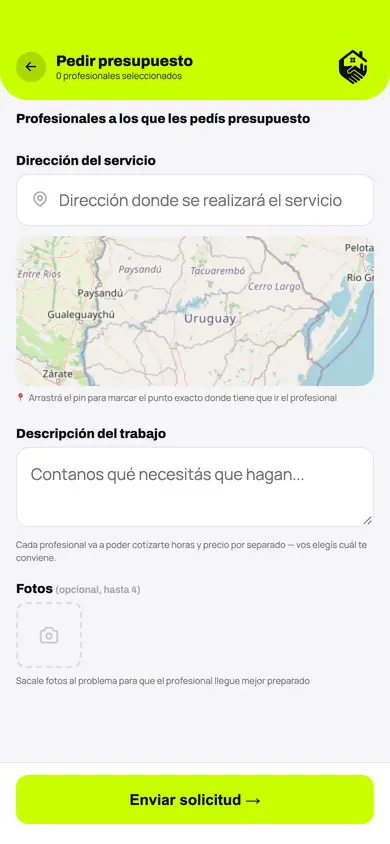 Pedir presupuesto
0 profesionales seleccionados
Profesionales a los que les pedís presupuesto
Dirección del servicio
Dirección donde se realizará el servicio
Entre Ríos
Paysandú
Tacuarembó
Pelota
Paysandú
Cerro Largo
Rio Gr
Gualeguaychú
Uruguay
Zárate
Arrastrá el pin para marcar el punto exacto donde tiene que ir el profesional
Descripción del trabajo
Contanos qué necesitás que hagan...
Cada profesional va a poder cotizarte horas y precio por separado — vos elegís cuál te
conviene.
Fotos (opcional, hasta 4)
Sacale fotos al problema para que el profesional llegue mejor preparado
Enviar solicitud →